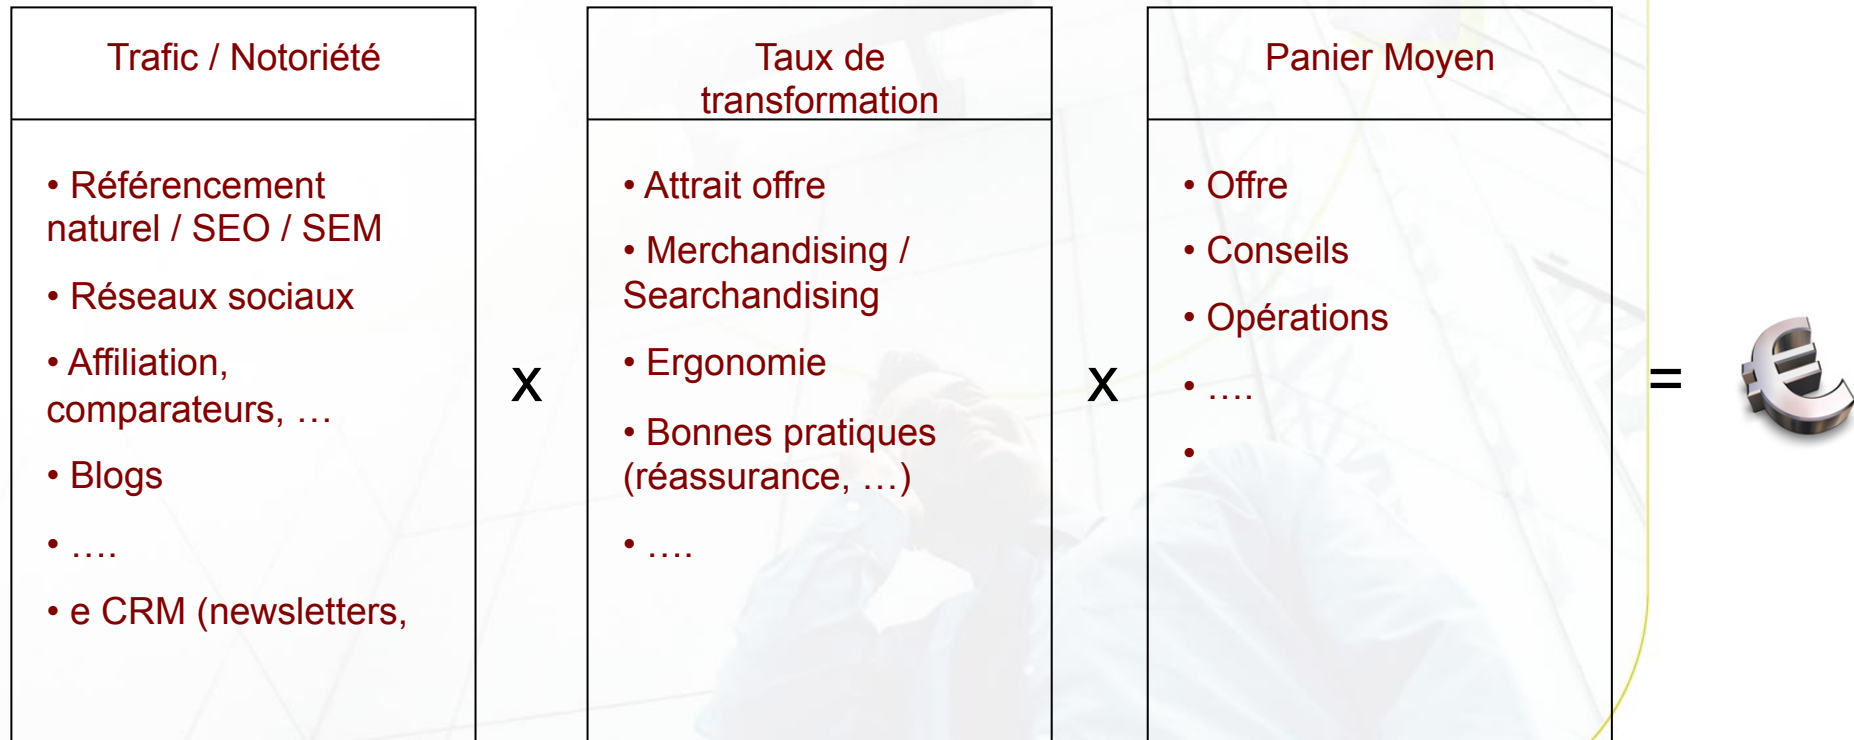 Trafic / Notoriété
• Référencement
naturel / SEO / SEM
• Réseaux sociaux
• Affiliation,
comparateurs, …
• Blogs
• ….
• e CRM (newsletters,
x
Taux de
transformation
• Attrait offre
• Merchandising /
Searchandising
• Ergonomie
• Bonnes pratiques
(réassurance, …)
• ….
x
Panier Moyen
• Offre
• Conseils
• Opérations
• ….
•
=
€